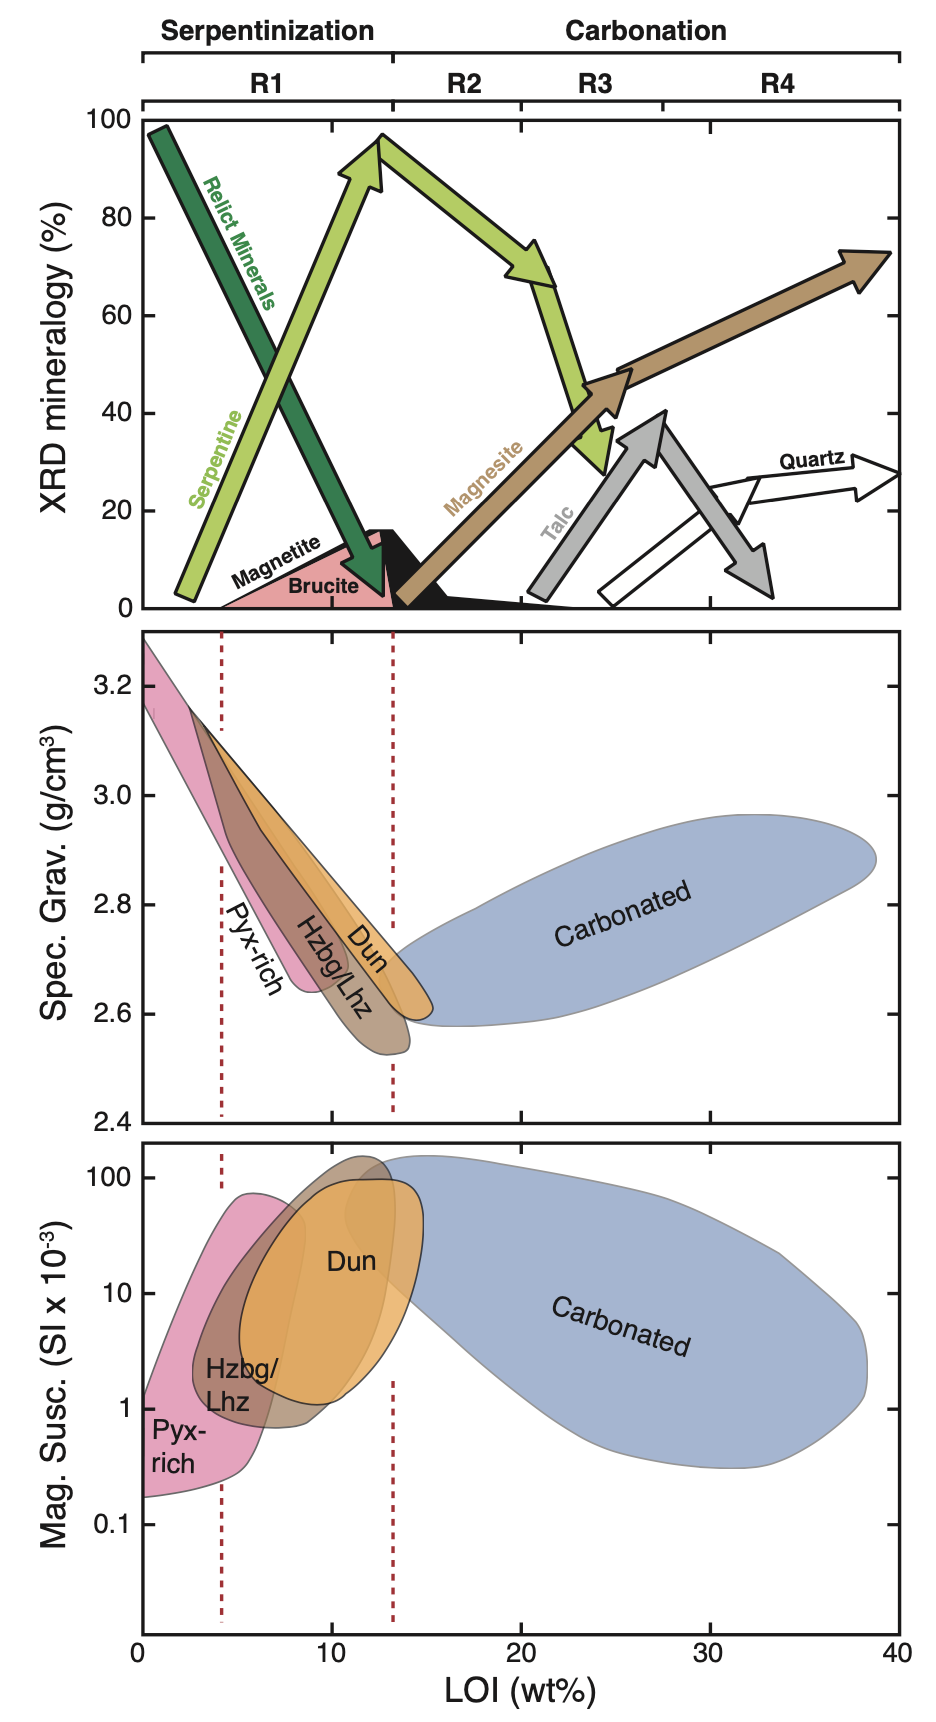 Serpentinization Carbonation
R1 R2 R3 R4
100
80
60
40
20
0
XRD mineralogy (%)
Relict Minerals
Serpentine
Magnetite
Brucite
Magnesite
Talc
Quartz
3.2
3.0
2.8
2.6
2.4
Spec. Grav. (g/cm³)
Pyx-rich
Hzbg/Lhz
Dun
Carbonated
100
10
1
0.1
Mag. Susc. (SI x 10⁻³)
Dun
Hzbg/
Lhz
Pyx-
rich
Carbonated
0 10 20 30 40
LOI (wt%)